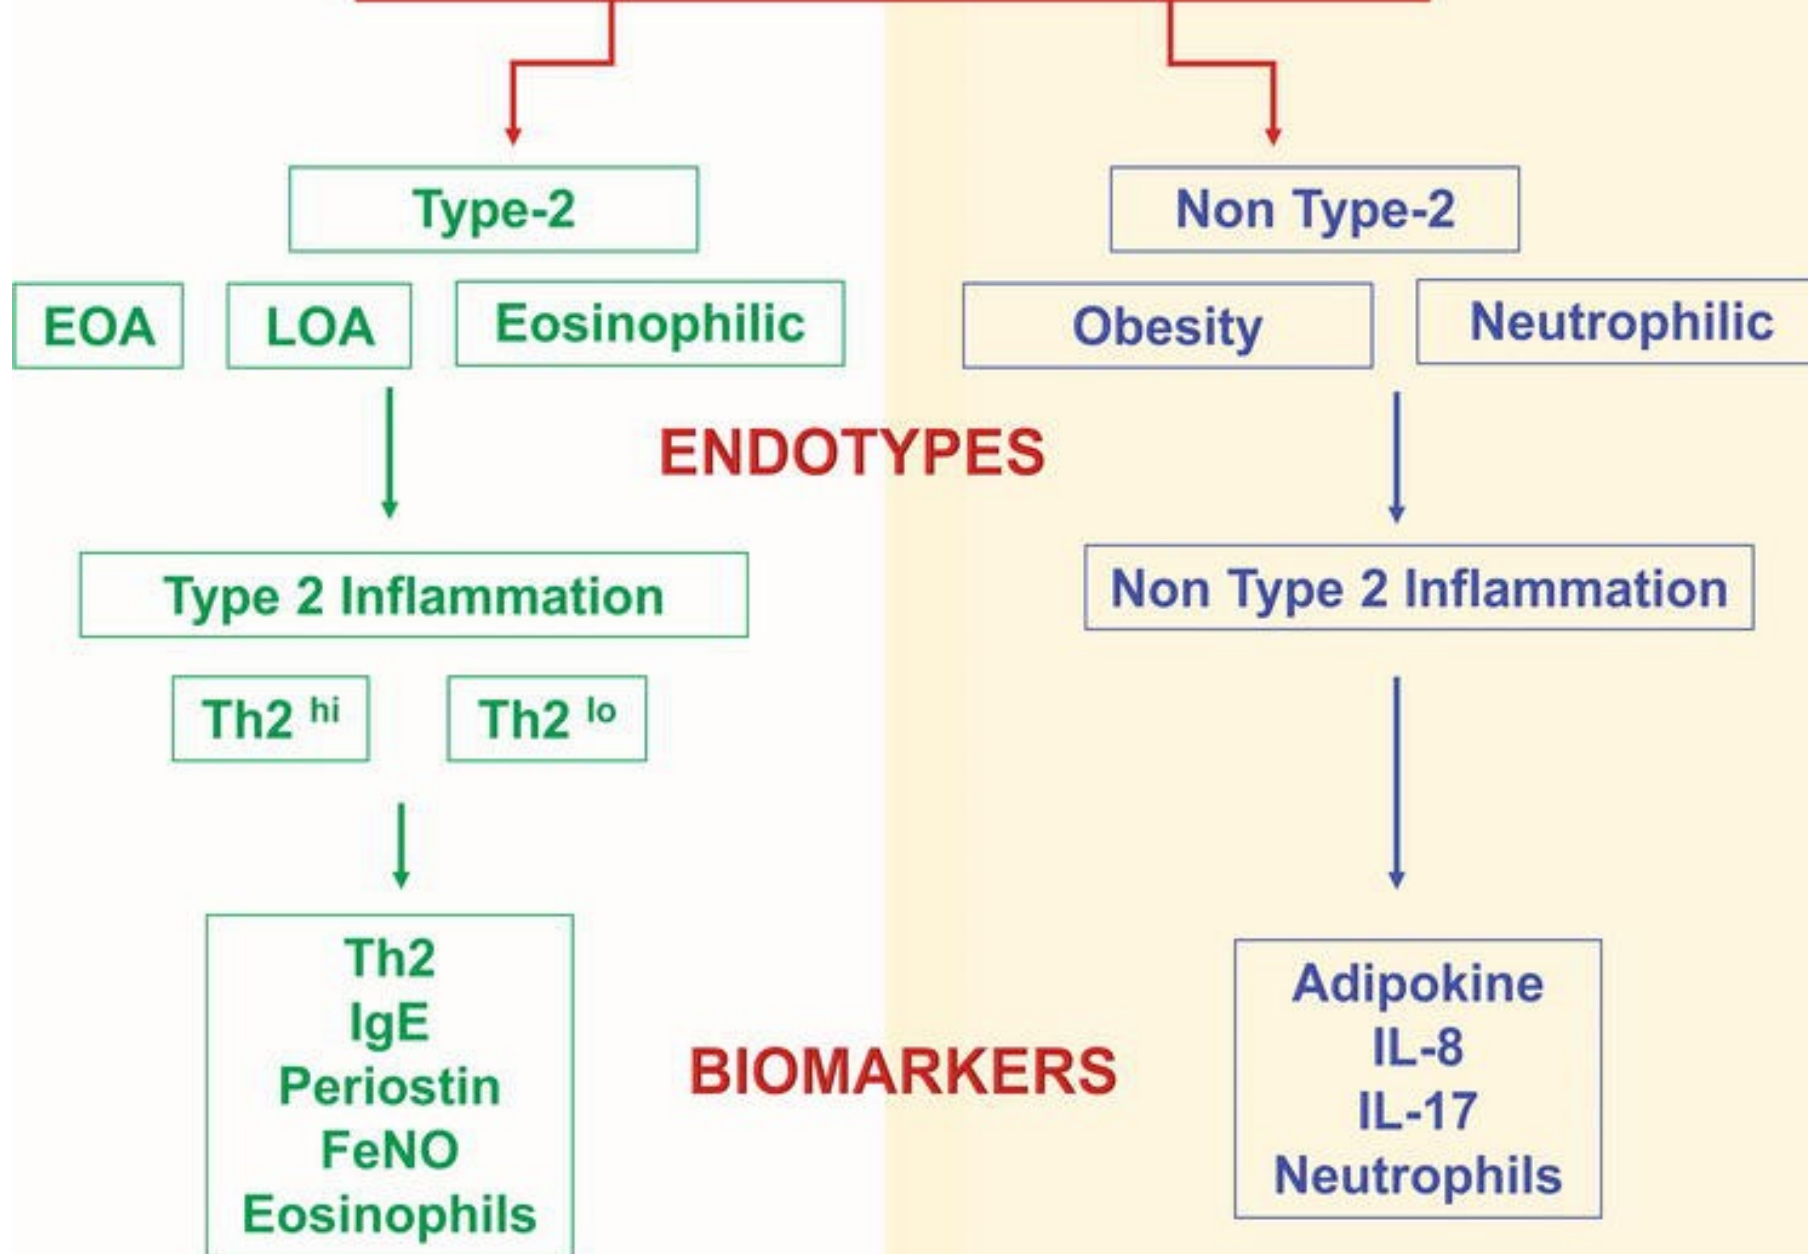 Type-2
Non Type-2
EOA
LOA
Eosinophilic
Obesity
Neutrophilic
ENDOTYPES
Type 2 Inflammation
Non Type 2 Inflammation
Th2 hi
Th2 lo
Th2
IgE
Periostin
FeNO
Eosinophils
BIOMARKERS
Adipokine
IL-8
IL-17
Neutrophils